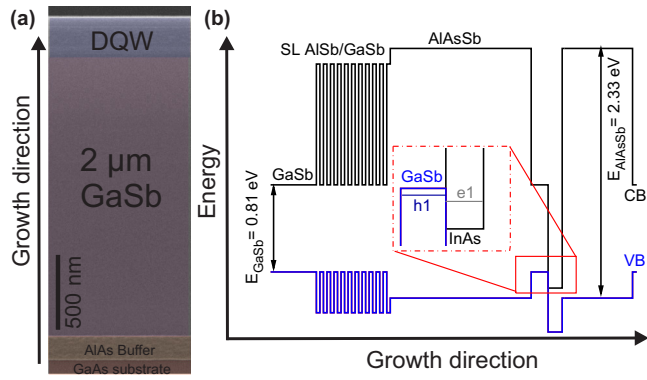 (a)
DQW
2 µm
GaSb
500 nm
AlAs Buffer
GaAs substrate
Growth direction
(b)
SL AlSb/GaSb
AlAsSb
GaSb
E_GaSb = 0.81 eV
GaSb
h1
e1
InAs
E_AlAsSb = 2.33 eV
CB
VB
Energy
Growth direction